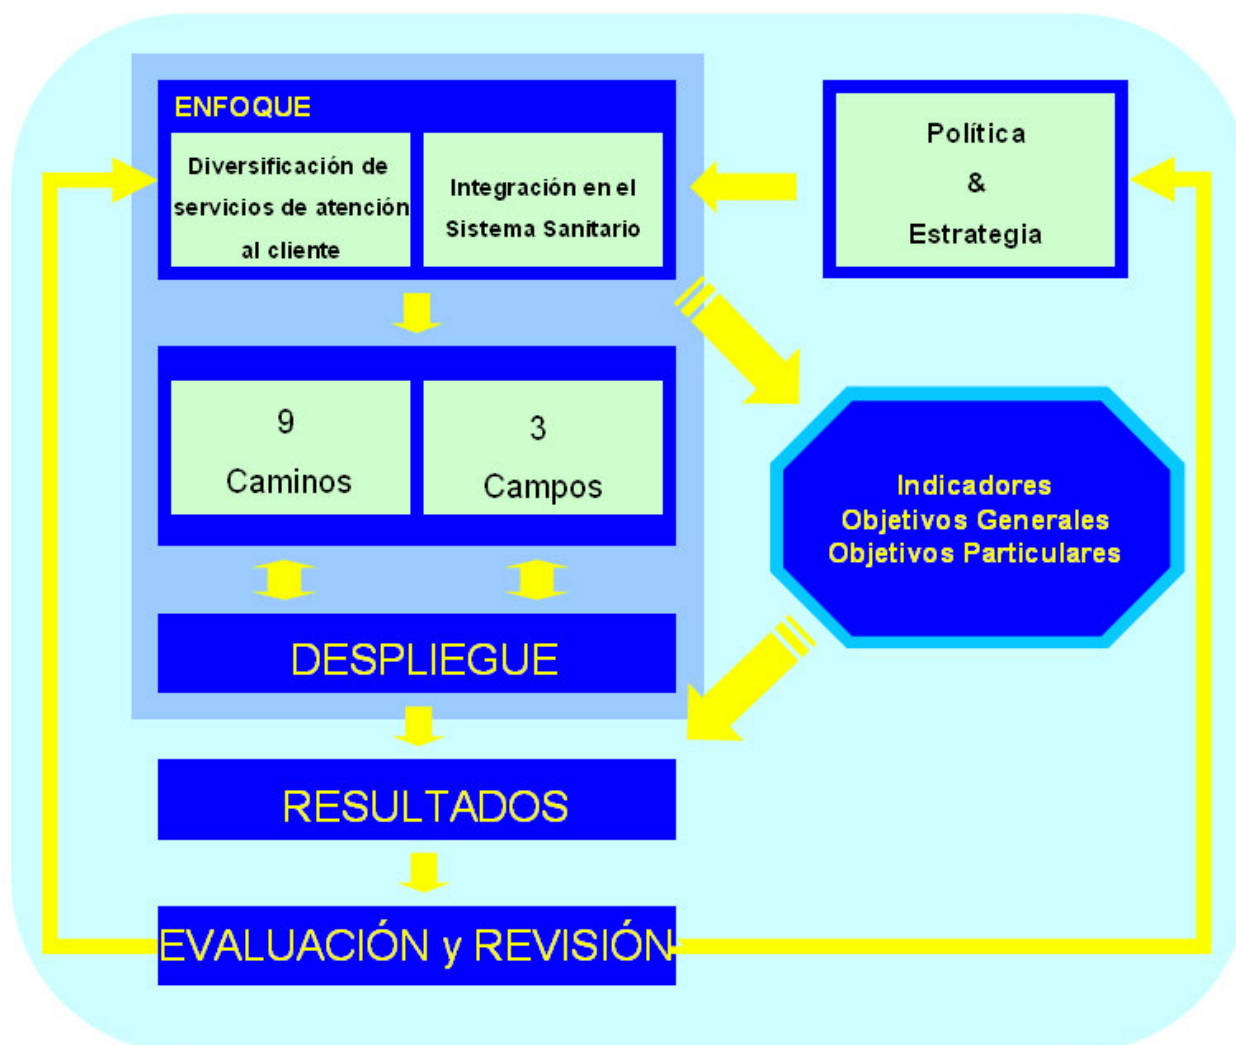 ENFOQUE
Diversificación de
servicios de atención
al cliente
Integración en el
Sistema Sanitario
Política
&
Estrategia
9
Caminos
3
Campos
Indicadores
Objetivos Generales
Objetivos Particulares
DESPLIEGUE
RESULTADOS
EVALUACIÓN y REVISIÓN